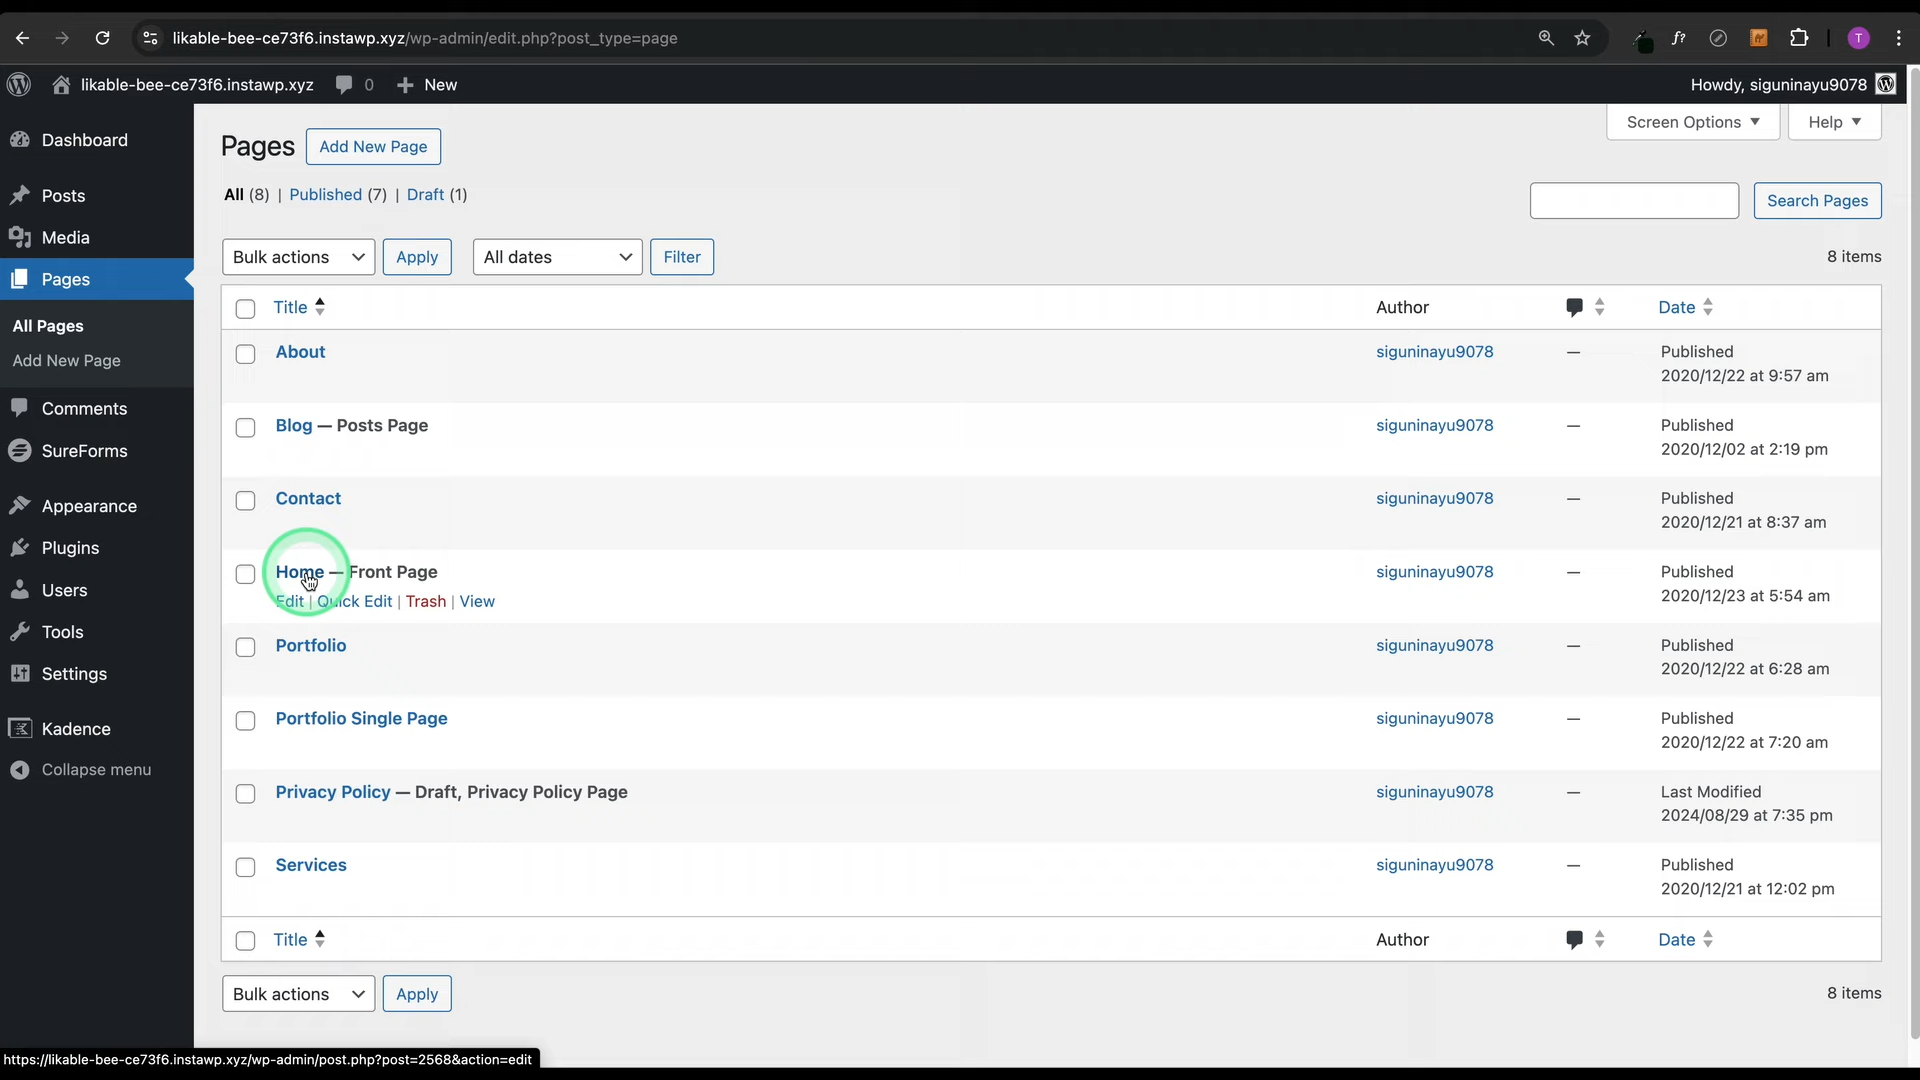 likable-bee-ce73f6.instawp.xyz/wp-admin/edit.php?post_type=page
f?
T
likable-bee-ce73f6.instawp.xyz 0 + New
Howdy, siguninayu9078
Screen Options
Help
Dashboard
Posts
Media
Pages
All Pages
Add New Page
Comments
SureForms
Appearance
Plugins
Users
Tools
Settings
Kadence
Collapse menu
Pages Add New Page
All (8) | Published (7) | Draft (1)
Search Pages
Bulk actions Apply All dates Filter
8 items
Title Author Date
About siguninayu9078 — Published
2020/12/22 at 9:57 am
Blog — Posts Page siguninayu9078 — Published
2020/12/02 at 2:19 pm
Contact siguninayu9078 — Published
2020/12/21 at 8:37 am
Home — Front Page siguninayu9078 — Published
Edit | Quick Edit | Trash | View 2020/12/23 at 5:54 am
Portfolio siguninayu9078 — Published
2020/12/22 at 6:28 am
Portfolio Single Page siguninayu9078 — Published
2020/12/22 at 7:20 am
Privacy Policy — Draft, Privacy Policy Page siguninayu9078 — Last Modified
2024/08/29 at 7:35 pm
Services siguninayu9078 — Published
2020/12/21 at 12:02 pm
Title Author Date
Bulk actions Apply
8 items
https://likable-bee-ce73f6.instawp.xyz/wp-admin/post.php?post=2568&action=edit